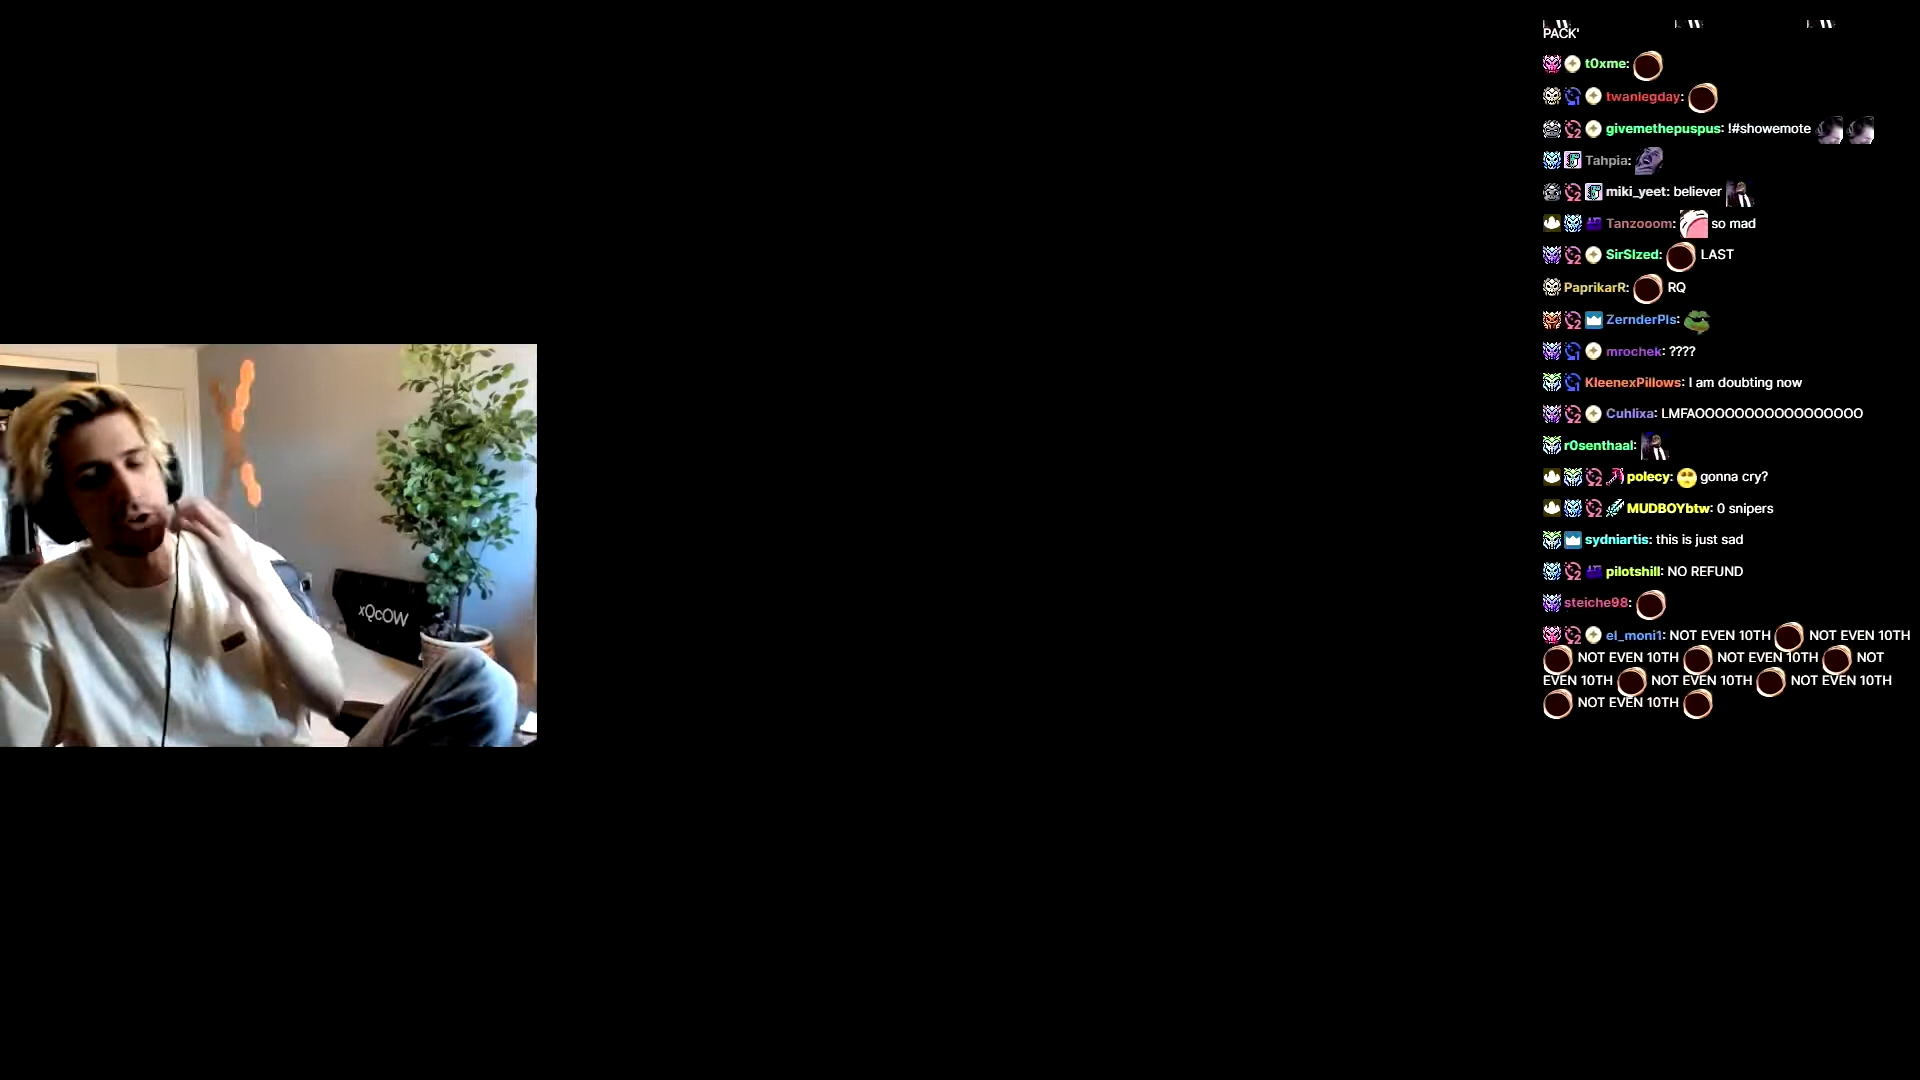 PACK'
t0xme:
twanlegday:
givemethepuspus: !#showemote
Tahpia:
miki_yeet: believer
Tanzooom: so mad
SirSIzed: LAST
PaprikarR: RQ
ZernderPls:
mrochek: ????
KleenexPillows: I am doubting now
Cuhlixa: LMFAOOOOOOOOOOOOOOOOO
r0senthaal:
polecy: gonna cry?
MUDBOYbtw: 0 snipers
sydniartis: this is just sad
pilotshill: NO REFUND
steiche98:
el_moni1: NOT EVEN 10TH NOT EVEN 10TH
NOT EVEN 10TH NOT EVEN 10TH NOT
EVEN 10TH NOT EVEN 10TH NOT EVEN 10TH
NOT EVEN 10TH
xQcOW